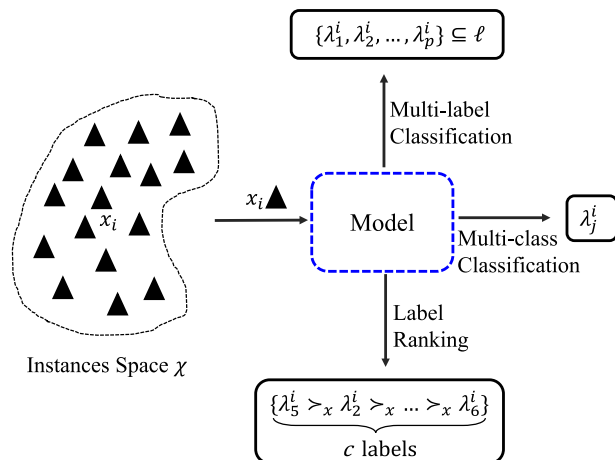 {λ₁ⁱ, λ₂ⁱ, …, λₚⁱ} ⊆ ℓ
Multi-label
Classification
xᵢ
xᵢ
Model
λⱼⁱ
Multi-class
Classification
Label
Ranking
Instances Space χ
{λ₅ⁱ ≻ₓ λ₂ⁱ ≻ₓ … ≻ₓ λ₆ⁱ}
c labels